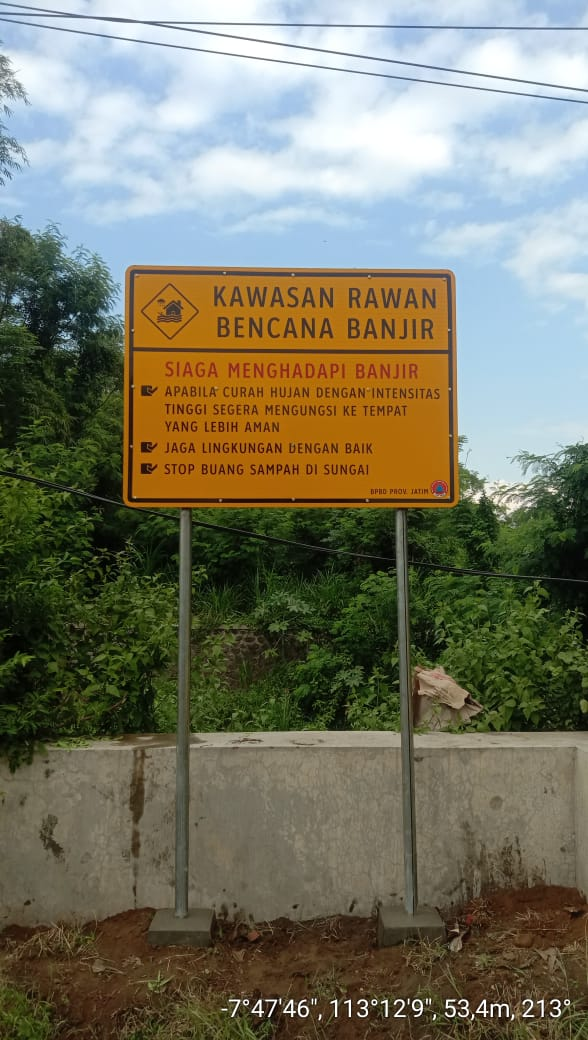 KAWASAN RAWAN
BENCANA BANJIR
SIAGA MENGHADAPI BANJIR
APABILA CURAH HUJAN DENGAN INTENSITAS
TINGGI SEGERA MENGUNGSI KE TEMPAT
YANG LEBIH AMAN
JAGA LINGKUNGAN DENGAN BAIK
STOP BUANG SAMPAH DI SUNGAI
BPBD PROV. JATIM
-7°47'46", 113°12'9", 53,4m, 213°